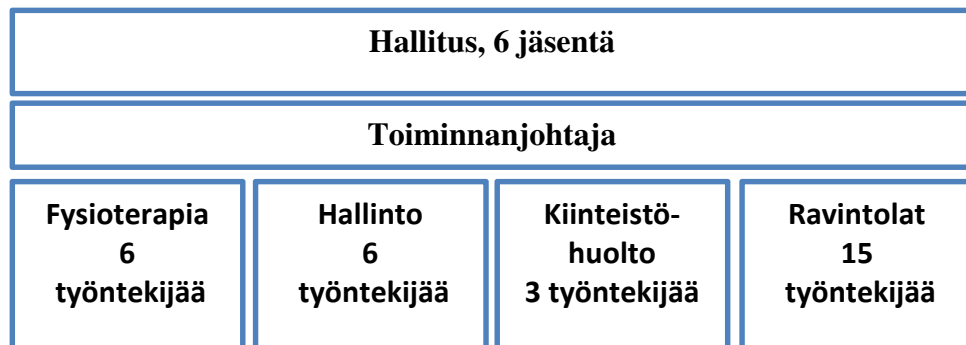 Hallitus, 6 jäsentä
Toiminnanjohtaja
Fysioterapia
6
työntekijää
Hallinto
6
työntekijää
Kiinteistö-
huolto
3 työntekijää
Ravintolat
15
työntekijää